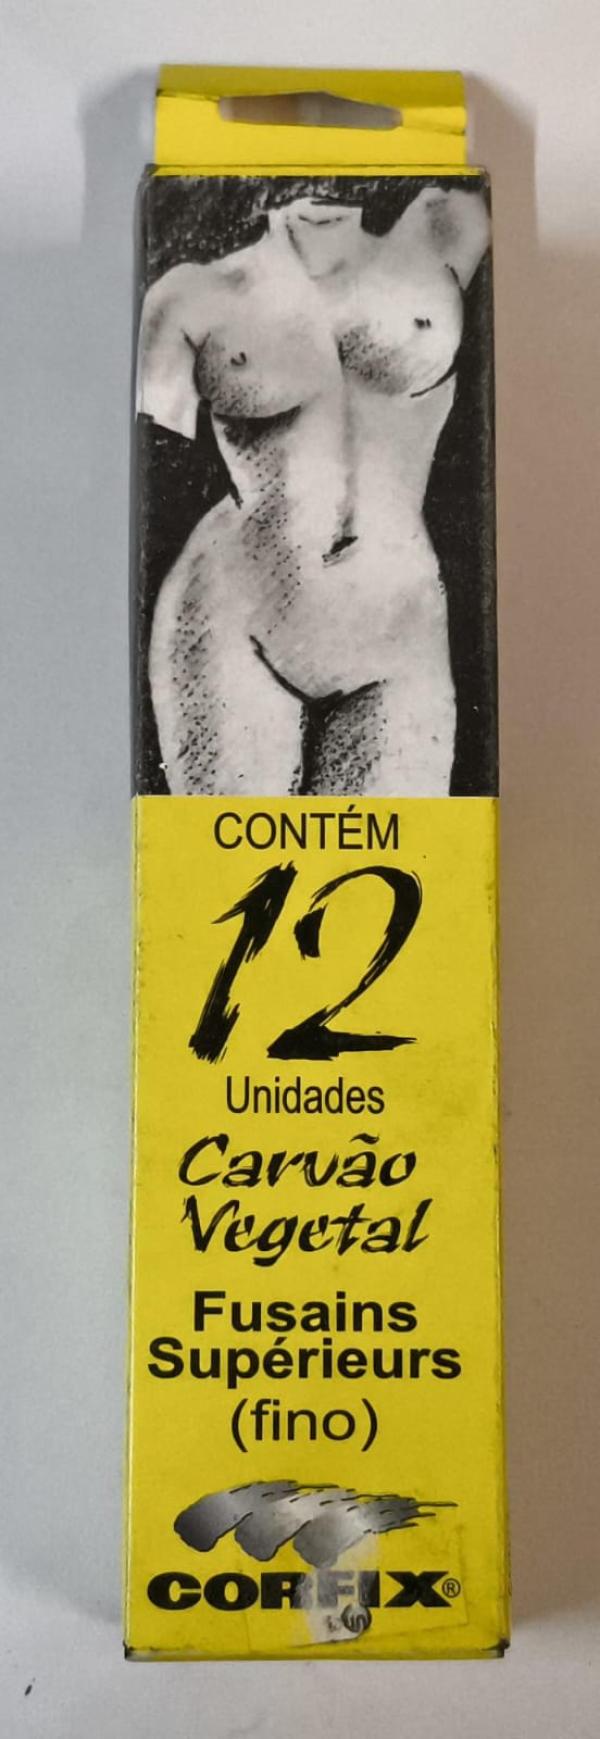 CONTÉM
12
Unidades
Carvão
Vegetal
Fusains
Supérieurs
(fino)
CORFIX®